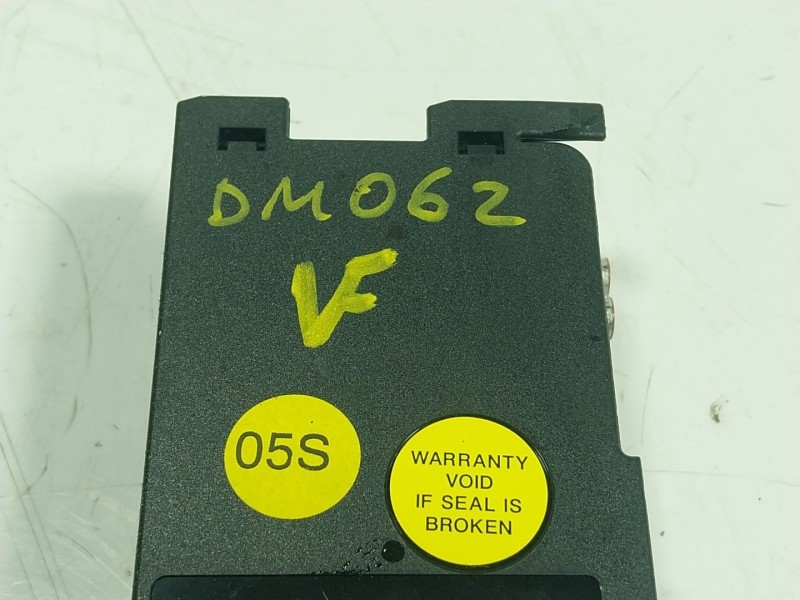 DM062
VF
05S
WARRANTY
VOID
IF SEAL IS
BROKEN